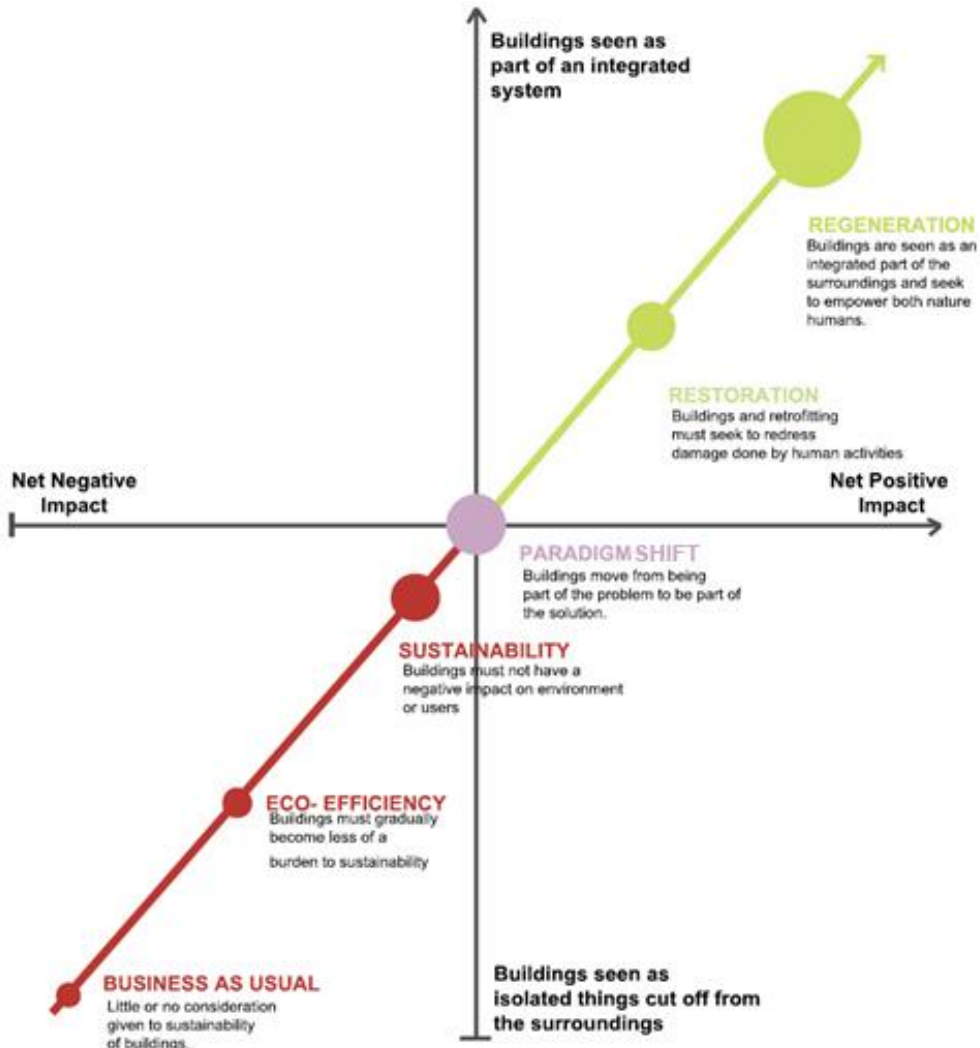 Buildings seen as
part of an integrated
system
REGENERATION
Buildings are seen as an
integrated part of the
surroundings and seek
to empower both nature
humans.
RESTORATION
Buildings and retrofitting
must seek to redress
damage done by human activities
Net Negative
Impact
Net Positive
Impact
PARADIGM SHIFT
Buildings move from being
part of the problem to be part of
the solution.
SUSTAINABILITY
Buildings must not have a
negative impact on environment
or users
ECO- EFFICIENCY
Buildings must gradually
become less of a
burden to sustainability
BUSINESS AS USUAL
Little or no consideration
given to sustainability
of buildings.
Buildings seen as
isolated things cut off from
the surroundings